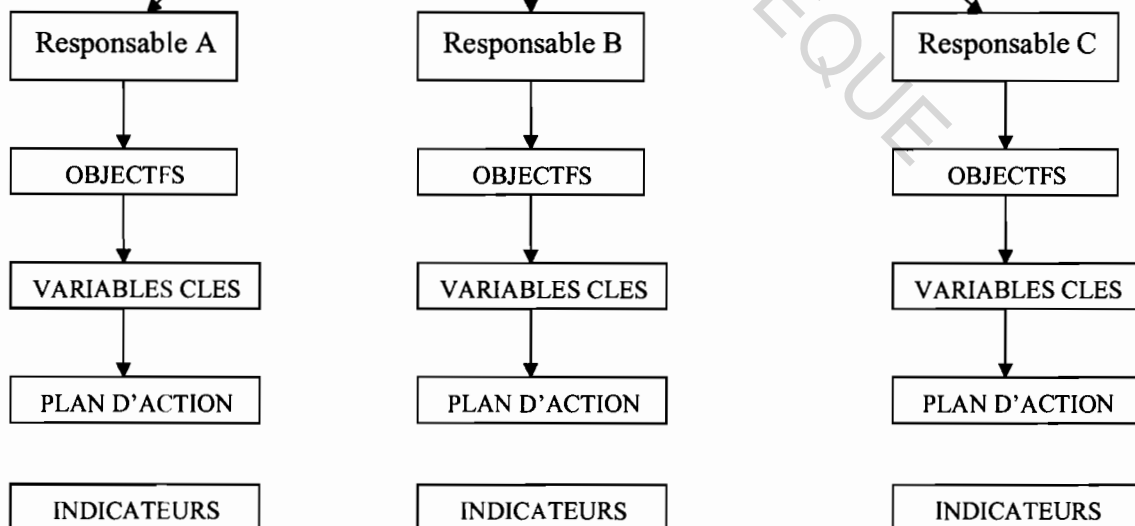 Responsable A Responsable B Responsable C
OBJECTFS OBJECTFS OBJECTFS
VARIABLES CLES VARIABLES CLES VARIABLES CLES
PLAN D'ACTION PLAN D'ACTION PLAN D'ACTION
INDICATEURS INDICATEURS INDICATEURS